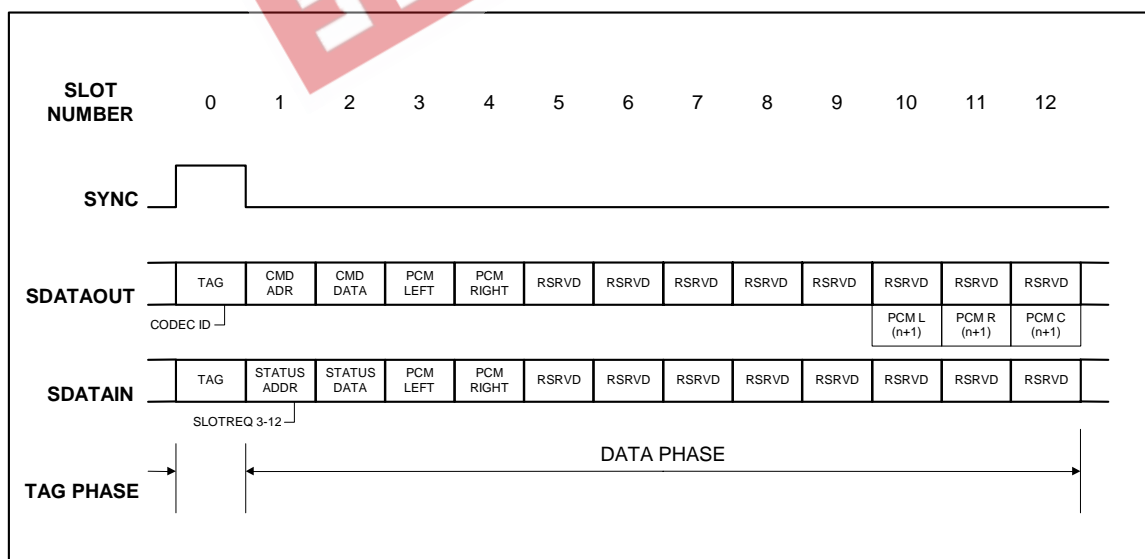 SLOT
NUMBER
0 1 2 3 4 5 6 7 8 9 10 11 12
SYNC
SDATAOUT
TAG
CMD
ADR
CMD
DATA
PCM
LEFT
PCM
RIGHT
RSRVD RSRVD RSRVD RSRVD RSRVD RSRVD RSRVD RSRVD
CODEC ID
PCM L
(n+1)
PCM R
(n+1)
PCM C
(n+1)
SDATAIN
TAG
STATUS
ADDR
STATUS
DATA
PCM
LEFT
PCM
RIGHT
RSRVD RSRVD RSRVD RSRVD RSRVD RSRVD RSRVD RSRVD
SLOTREQ 3-12
DATA PHASE
TAG PHASE